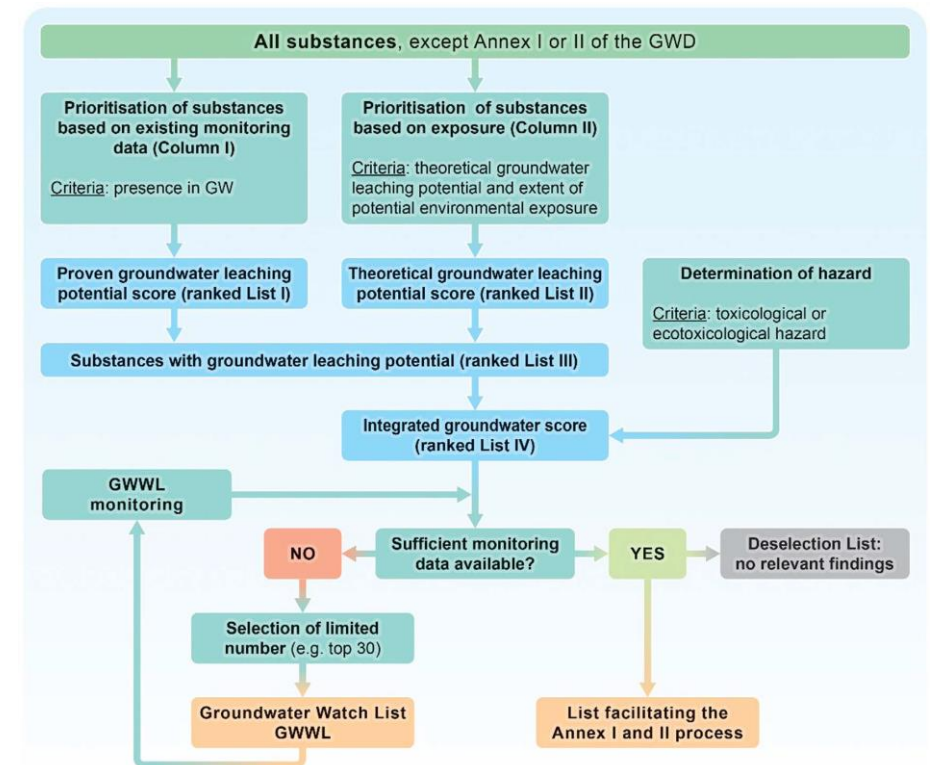 All substances, except Annex I or II of the GWD
Prioritisation of substances
based on existing monitoring
data (Column I)
Criteria: presence in GW
Prioritisation of substances
based on exposure (Column II)
Criteria: theoretical groundwater
leaching potential and extent of
potential environmental exposure
Proven groundwater leaching
potential score (ranked List I)
Theoretical groundwater leaching
potential score (ranked List II)
Determination of hazard
Criteria: toxicological or
ecotoxicological hazard
Substances with groundwater leaching potential (ranked List III)
Integrated groundwater score
(ranked List IV)
GWWL
monitoring
NO
Sufficient monitoring
data available?
YES
Deselection List:
no relevant findings
Selection of limited
number (e.g. top 30)
Groundwater Watch List
GWWL
List facilitating the
Annex I and II process